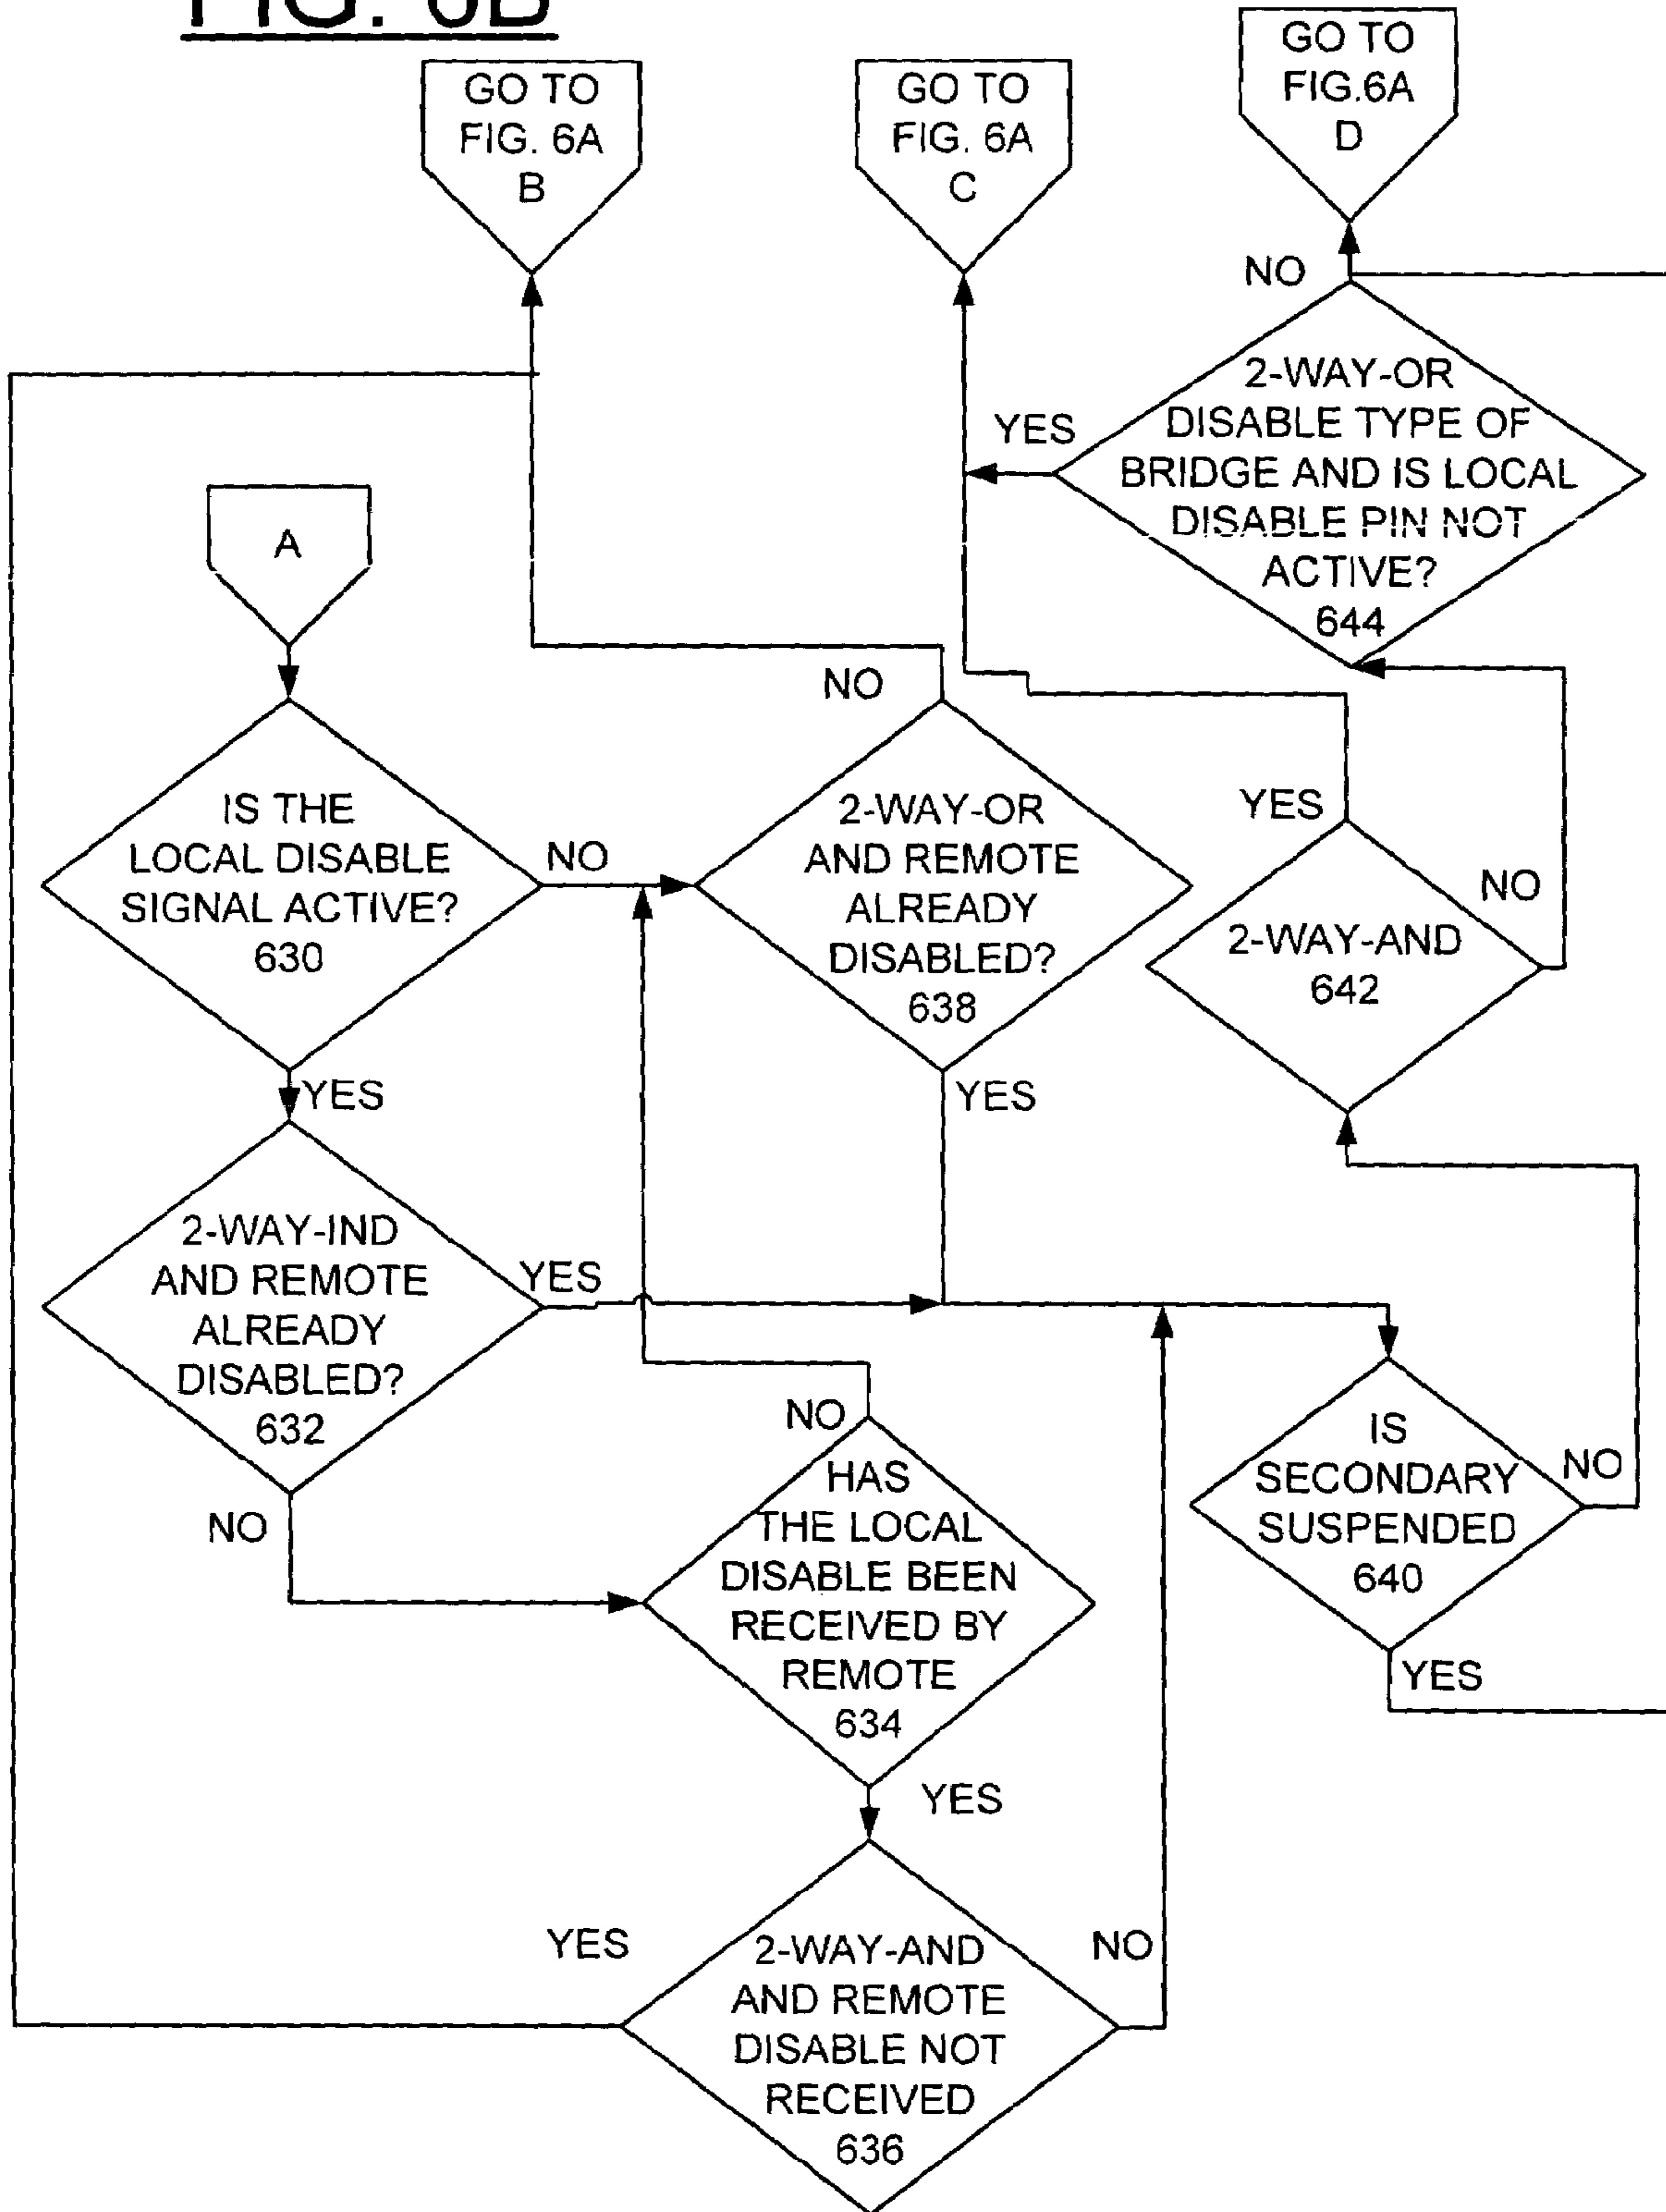 FIG. 6B
GO TO
FIG. 6A
B
GO TO
FIG. 6A
C
GO TO
FIG.6A
D
NO
2-WAY-OR
DISABLE TYPE OF
BRIDGE AND IS LOCAL
DISABLE PIN NOT
ACTIVE?
644
YES
A
NO
IS THE
LOCAL DISABLE
SIGNAL ACTIVE?
630
NO
2-WAY-OR
AND REMOTE
ALREADY
DISABLED?
638
YES
2-WAY-AND
642
NO
YES
YES
2-WAY-IND
AND REMOTE
ALREADY
DISABLED?
632
YES
NO
NO
HAS
THE LOCAL
DISABLE BEEN
RECEIVED BY
REMOTE
634
IS
SECONDARY
SUSPENDED
640
NO
YES
YES
YES
2-WAY-AND
AND REMOTE
DISABLE NOT
RECEIVED
636
NO